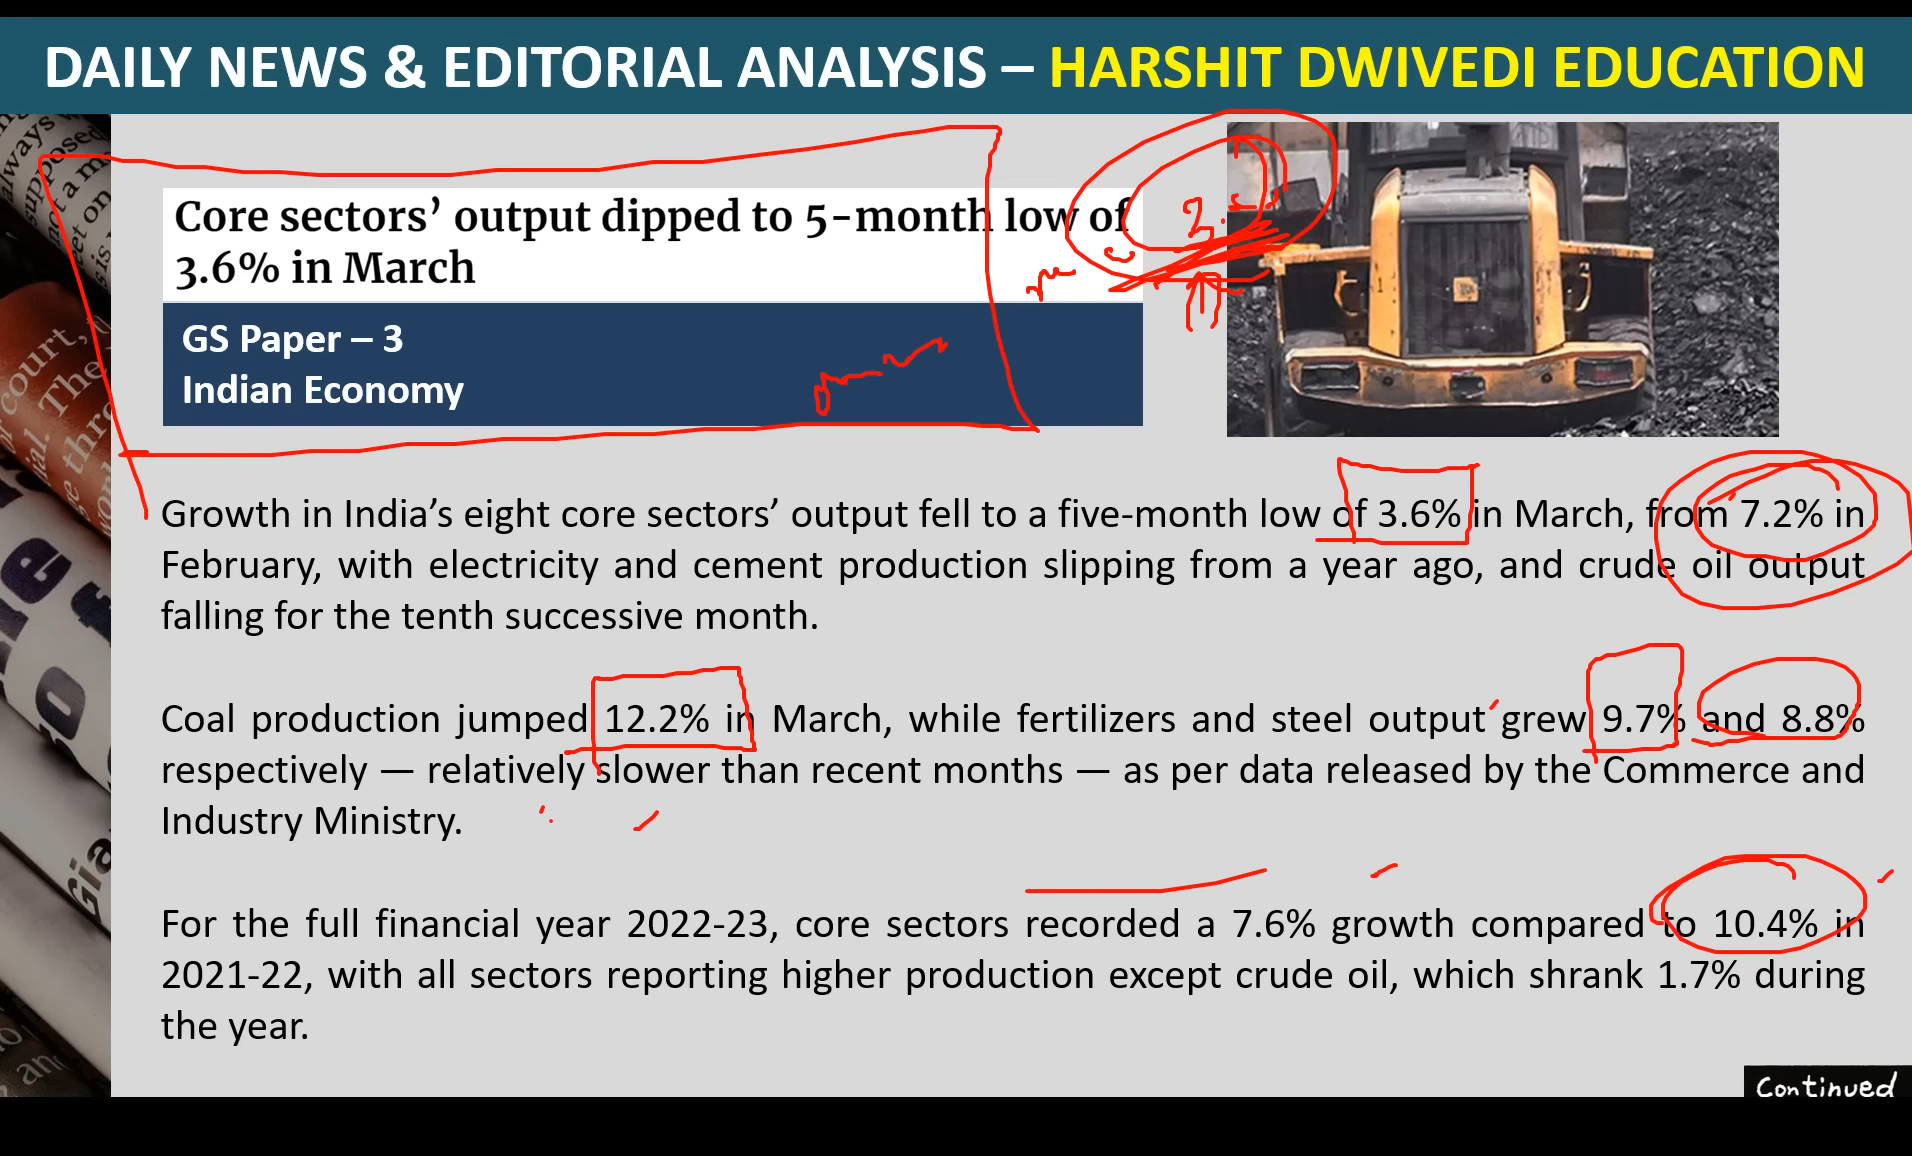 DAILY NEWS & EDITORIAL ANALYSIS – HARSHIT DWIVEDI EDUCATION
Core sectors’ output dipped to 5-month low of
3.6% in March
GS Paper – 3
Indian Economy
Growth in India’s eight core sectors’ output fell to a five-month low of 3.6% in March, from 7.2% in
February, with electricity and cement production slipping from a year ago, and crude oil output
falling for the tenth successive month.
Coal production jumped 12.2% in March, while fertilizers and steel output grew 9.7% and 8.8%
respectively — relatively slower than recent months — as per data released by the Commerce and
Industry Ministry.
For the full financial year 2022-23, core sectors recorded a 7.6% growth compared to 10.4% in
2021-22, with all sectors reporting higher production except crude oil, which shrank 1.7% during
the year.
Continued